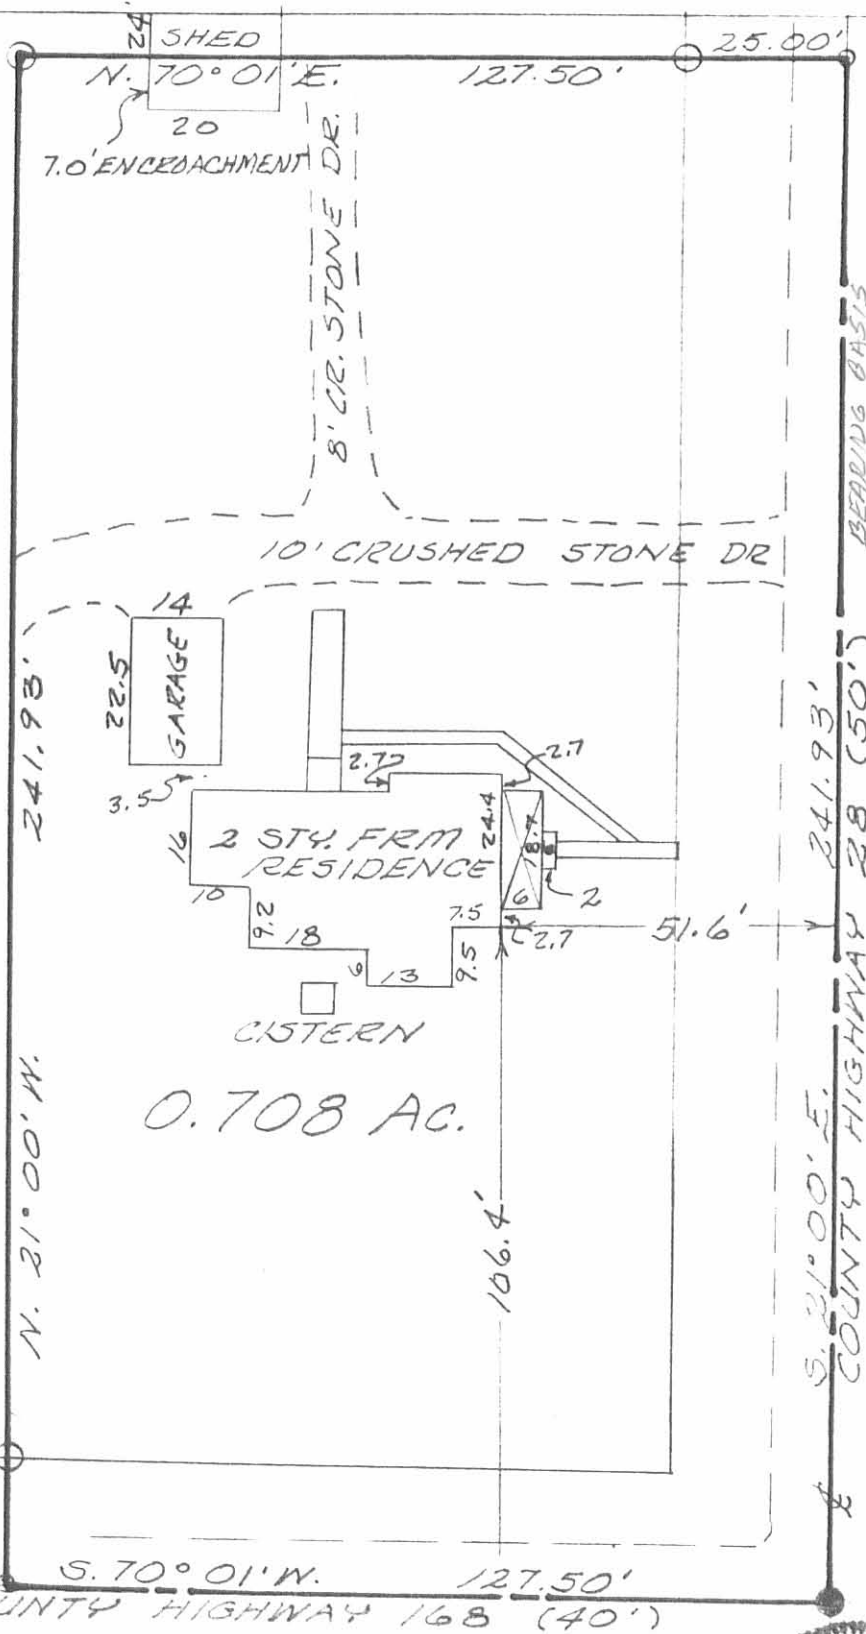 24'
SHED
25.00'
N. 70° 01' E. 127.50'
20
7.0' ENCROACHMENT
8' CR. STONE DR.
BEARING BASIS
10' CRUSHED STONE DR
14
22.5
GARAGE
3.5
2.7
2.7
241.93'
241.93'
16
2 STY. FRM
RESIDENCE
24.4
18.7
6
2
10
9.2
18
6
13
7.5
9.5
2.7
51.6'
CISTERN
0.708 AC.
106.4'
N. 21° 00' W.
S. 21° 00' E.
COUNTY HIGHWAY 28 (50')
S. 70° 01' W. 127.50'
UNTY HIGHWAY 168 (40')